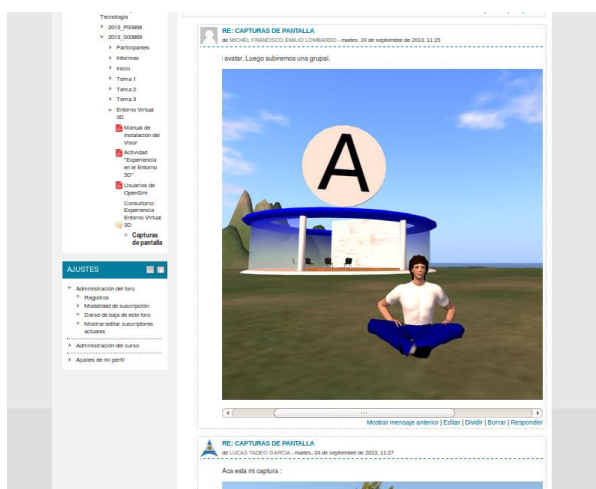 Tecnología
2013_P00868
2013_S00869
Participantes
Informes
Inicio
Tema 1
Tema 2
Tema 3
Entorno Virtual
3D
Manual de
Instalación del
Visor
Actividad
"Experiencia
en el Entorno
3D"
Usuarios de
OpenSim
Consultorio:
Experiencia
Entorno Virtual
3D
Capturas
de pantalla
AJUSTES
Administración del foro
Registros
Modalidad de suscripción
Darse de baja de este foro
Mostrar/editar suscriptores
actuales
Administración del curso
Ajustes de mi perfil
RE: CAPTURAS DE PANTALLA
de MICHEL FRANCISCO EMILIO LOMBARDO - martes, 24 de septiembre de 2013, 11:15
avatar. Luego subiremos una grupal.
A
Mostrar mensaje anterior | Editar | Dividir | Borrar | Responder
RE: CAPTURAS DE PANTALLA
de LUCAS TADEO GARCIA - martes, 24 de septiembre de 2013, 11:27
Aca está mi captura :